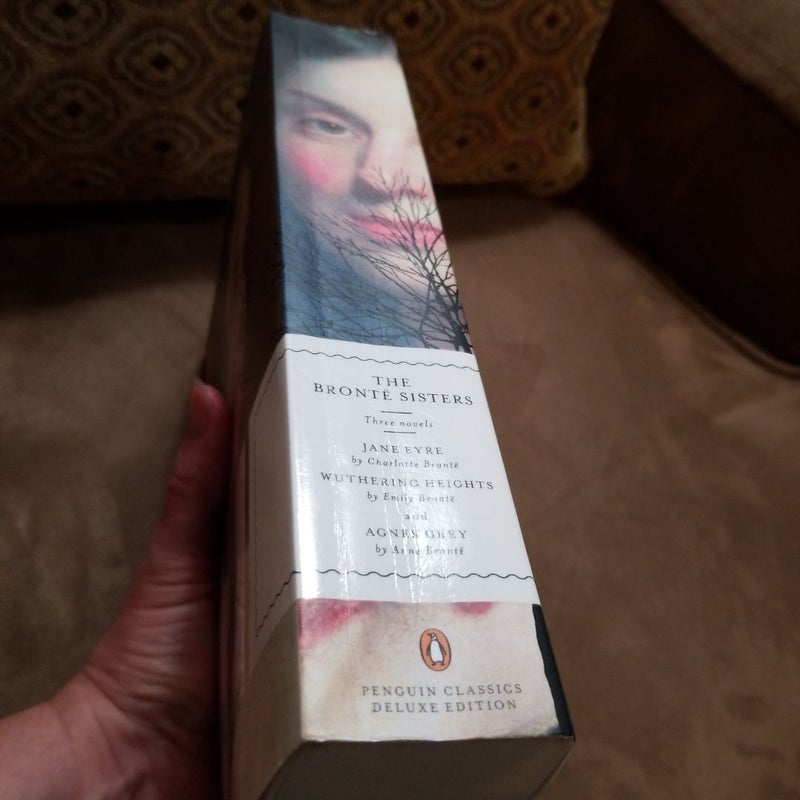 THE
BRONTË SISTERS
Three novels
JANE EYRE
by Charlotte Brontë
WUTHERING HEIGHTS
by Emily Brontë
and
AGNES GREY
by Anne Brontë
PENGUIN CLASSICS
DELUXE EDITION